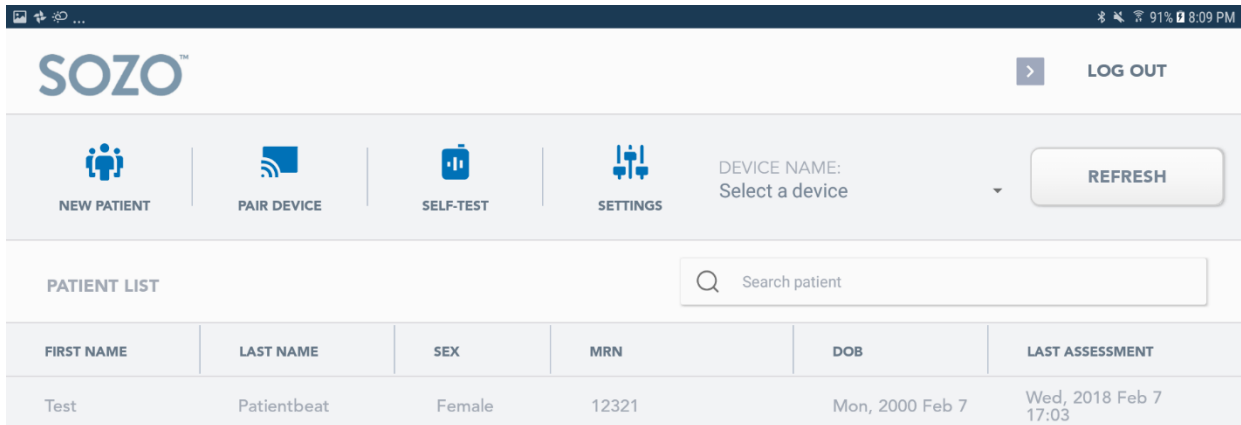 ... 91% 8:09 PM
SOZO™
LOG OUT
NEW PATIENT
PAIR DEVICE
SELF-TEST
SETTINGS
DEVICE NAME:
Select a device
REFRESH
PATIENT LIST
Search patient
FIRST NAME LAST NAME SEX MRN DOB LAST ASSESSMENT
Test Patientbeat Female 12321 Mon, 2000 Feb 7 Wed, 2018 Feb 7
17:03